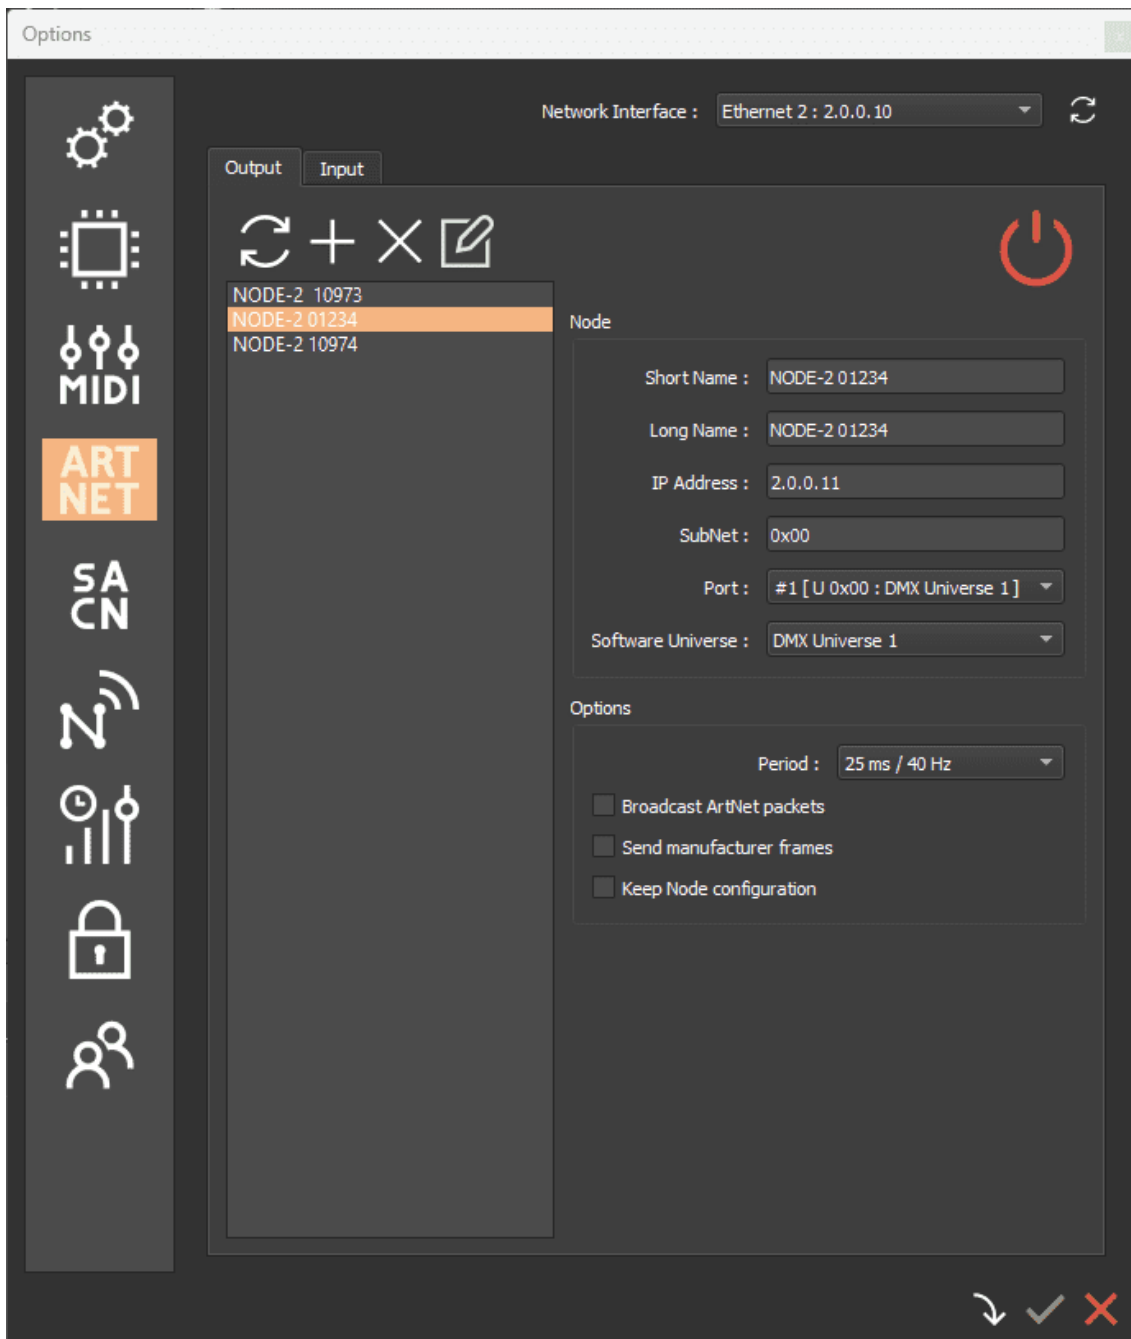 Options
Network Interface : Ethernet 2 : 2.0.0.10
Output Input
MIDI
ART
NET
SA
CN
N
NODE-2  10973
NODE-2 01234
NODE-2 10974
Node
Short Name : NODE-2 01234
Long Name : NODE-2 01234
IP Address : 2.0.0.11
SubNet : 0x00
Port : #1 [ U 0x00 : DMX Universe 1 ]
Software Universe : DMX Universe 1
Options
Period : 25 ms / 40 Hz
Broadcast ArtNet packets
Send manufacturer frames
Keep Node configuration